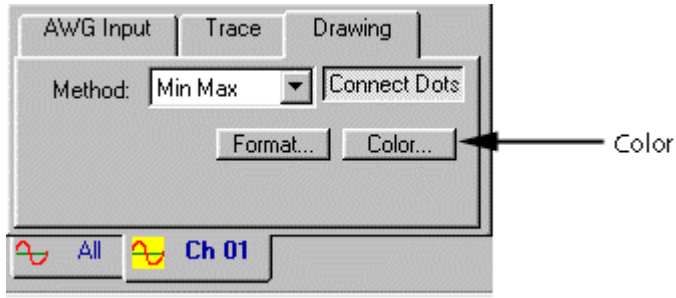 AWG Input Trace Drawing
Method: Min Max Connect Dots
Format... Color... Color
All Ch 01